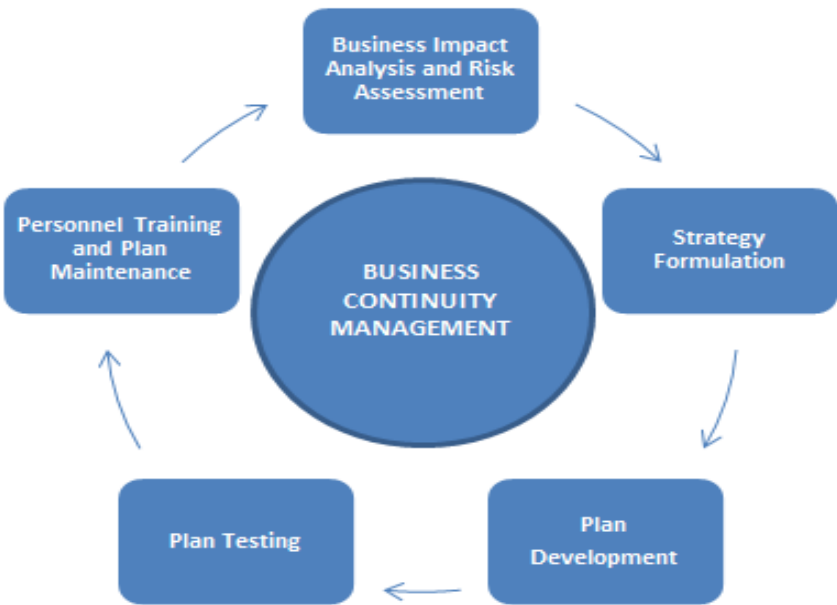 Business Impact
Analysis and Risk
Assessment
Strategy
Formulation
Plan
Development
Plan Testing
Personnel Training
and Plan
Maintenance
BUSINESS
CONTINUITY
MANAGEMENT